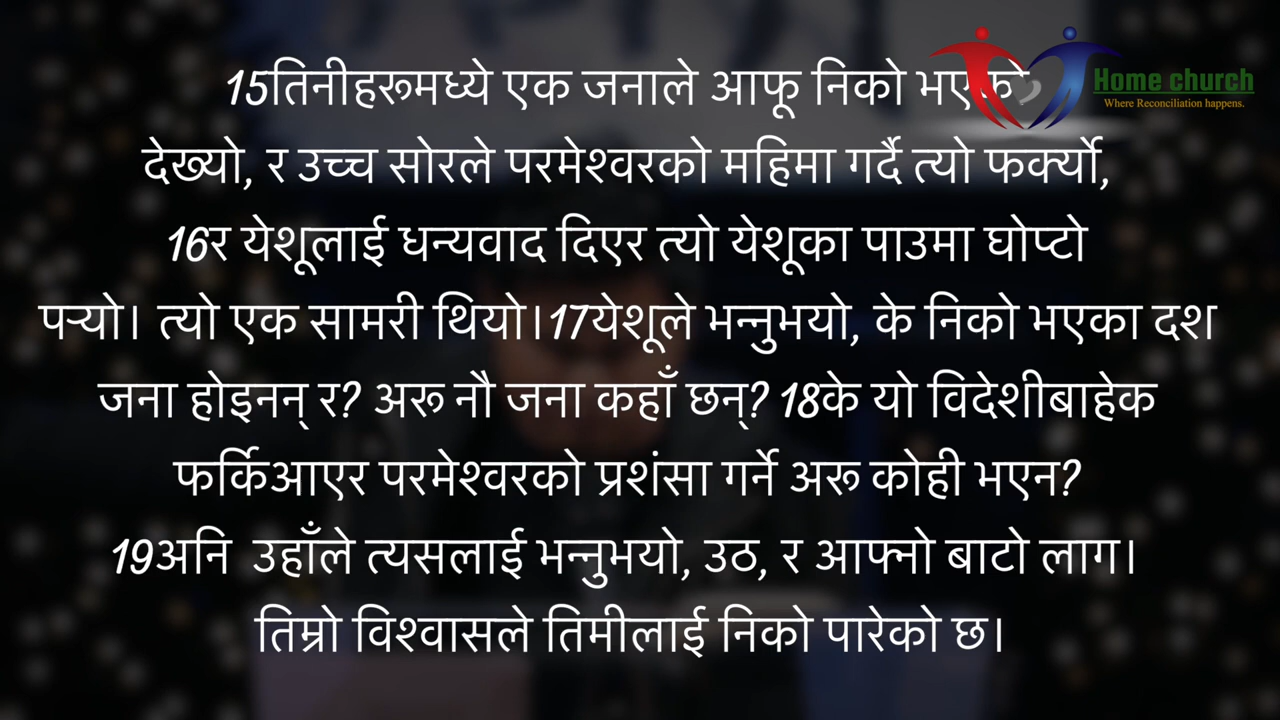 15तिनीहरूमध्ये एक जनाले आफू निको भएको
Home church
Where Reconciliation happens.
देख्यो, र उच्च सोरले परमेश्वरको महिमा गर्दै त्यो फर्क्यो,
16र येशूलाई धन्यवाद दिएर त्यो येशूका पाउमा घोप्टो
पर्‍यो। त्यो एक सामरी थियो।17येशूले भन्नुभयो, के निको भएका दश
जना होइनन् र? अरू नौ जना कहाँ छन्? 18के यो विदेशीबाहेक
फर्किआएर परमेश्वरको प्रशंसा गर्ने अरू कोही भएन?
19अनि उहाँले त्यसलाई भन्नुभयो, उठ, र आफ्नो बाटो लाग।
तिम्रो विश्वासले तिमीलाई निको पारेको छ।